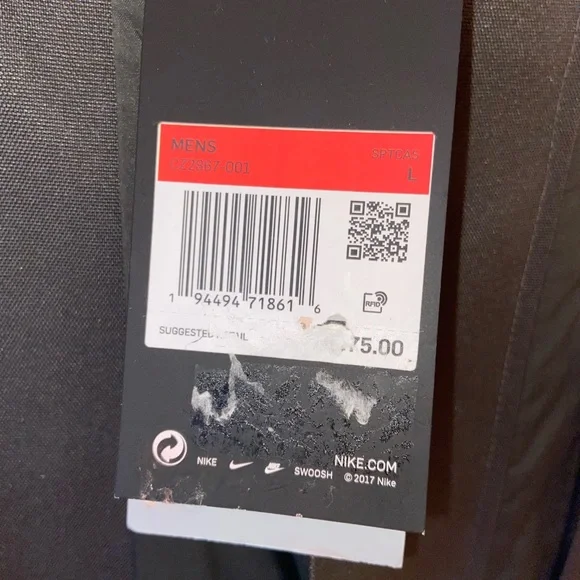 MENS
L
1 94494 71861 6
RFID
SUGGESTED
75.00
NIKE SWOOSH
NIKE.COM
© 2017 Nike